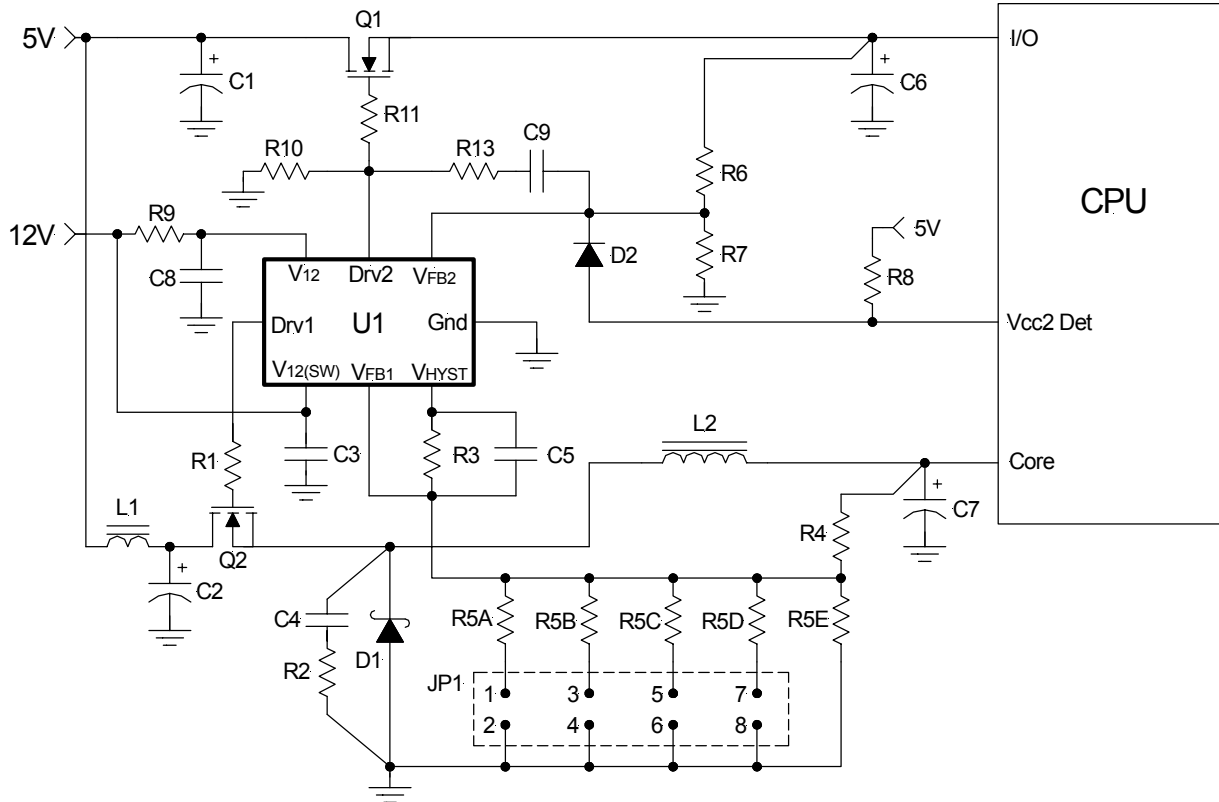 Q1
5V
I/O
C1
C6
R11
R10
R13
C9
R6
CPU
12V
R9
5V
C8
V12
Drv2
VFB2
D2
R7
R8
U1
Drv1
Gnd
Vcc2 Det
V12(SW)
VFB1
VHYST
L2
R1
C3
R3
C5
Core
L1
C7
Q2
R4
C2
C4
R5A
R5B
R5C
R5D
R5E
D1
R2
JP1
1
3
5
7
2
4
6
8